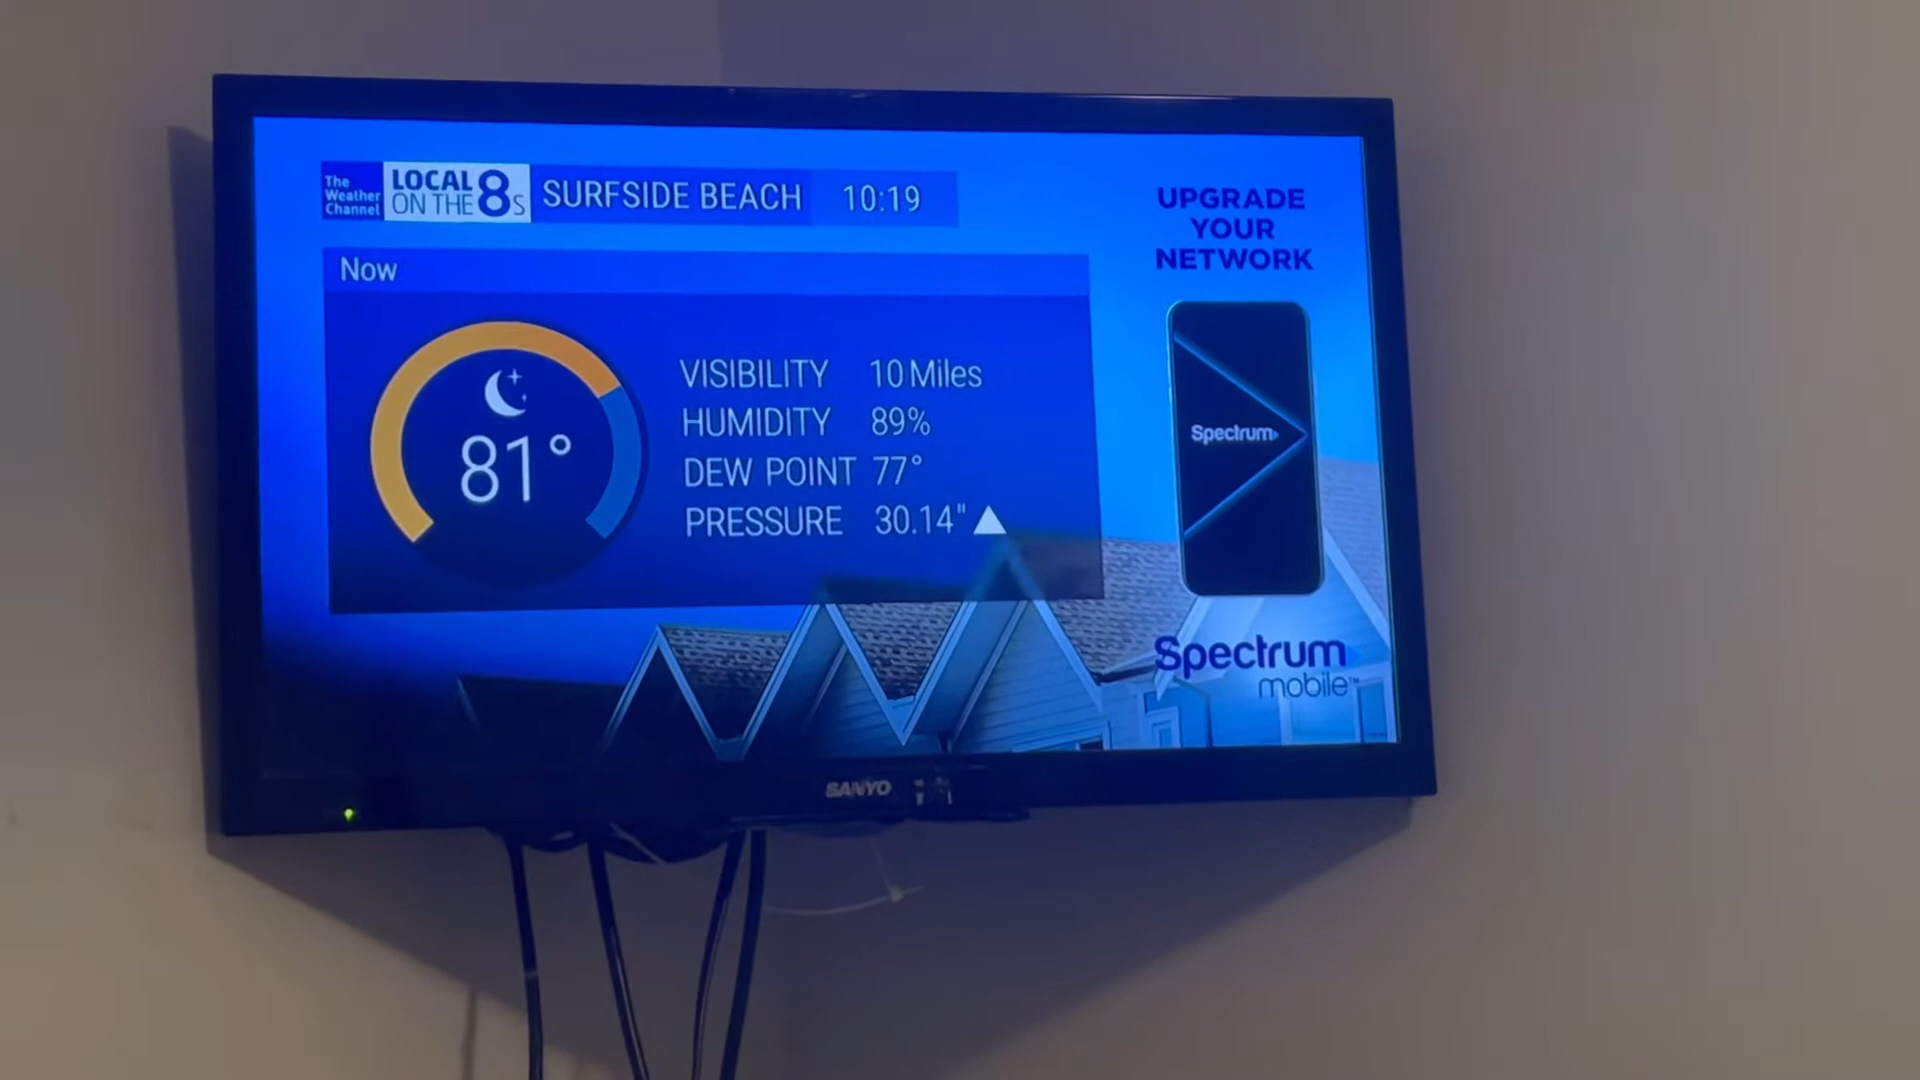 The
Weather
Channel
LOCAL
ON THE 8s
SURFSIDE BEACH 10:19
UPGRADE
YOUR
NETWORK
Now
81°
VISIBILITY 10 Miles
HUMIDITY 89%
DEW POINT 77°
PRESSURE 30.14"
Spectrum
Spectrum
mobile™
SANYO